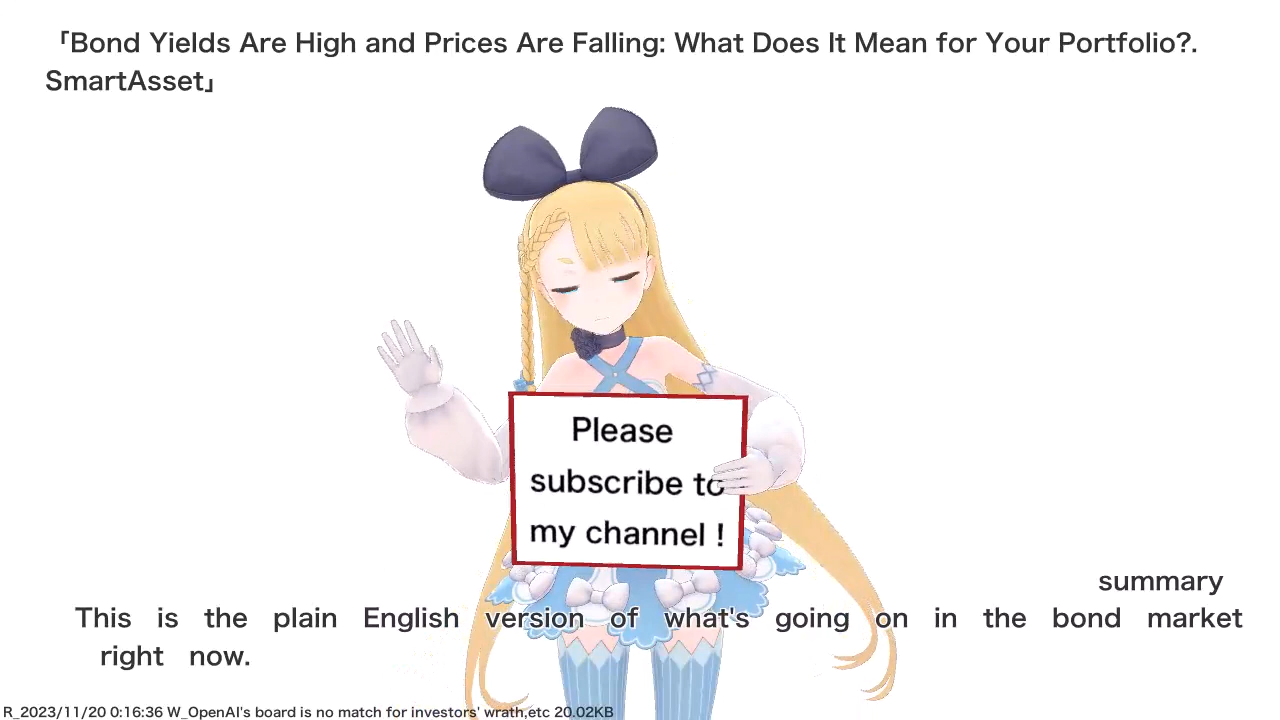 「Bond Yields Are High and Prices Are Falling: What Does It Mean for Your Portfolio?.
SmartAsset」
Please
subscribe to
my channel !
summary
This is the plain English version of what's going on in the bond market
right now.
R_2023/11/20 0:16:36 W_OpenAI's board is no match for investors' wrath,etc 20.02KB